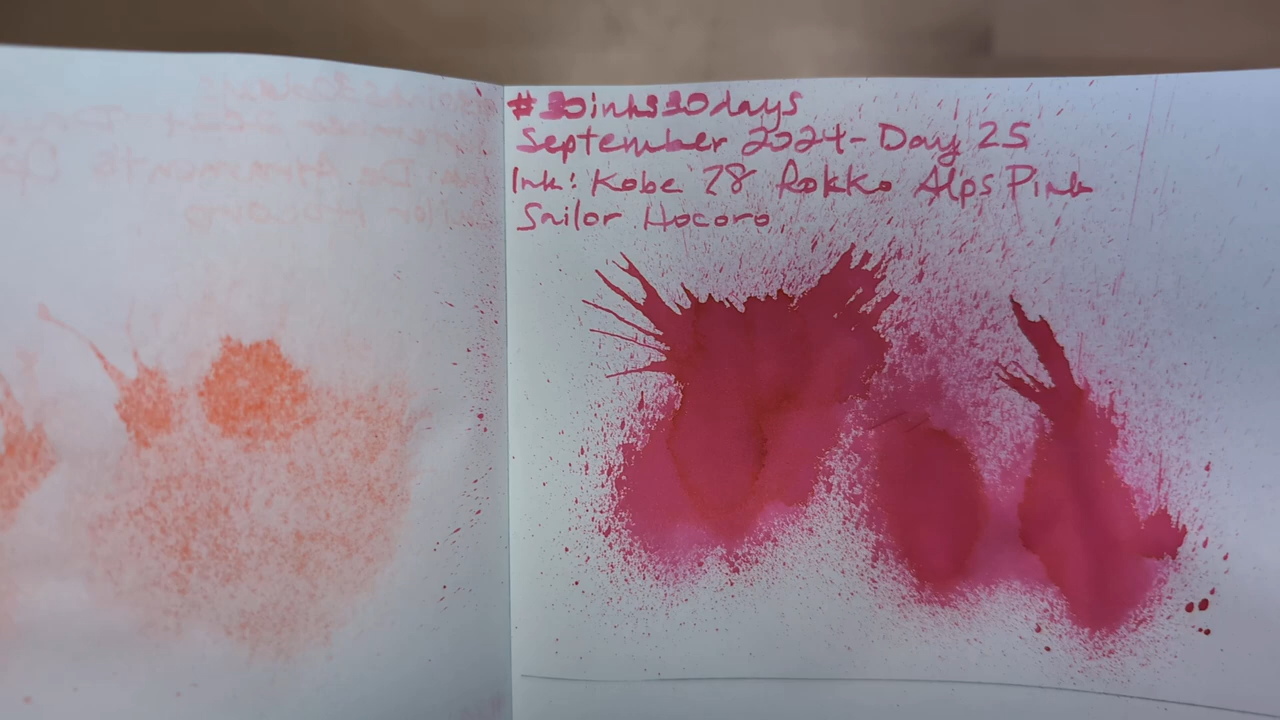 #30inks30days
September 2024 - Day 25
Ink: Kobe 78 Rokko Alps Pink
Sailor Hocoro